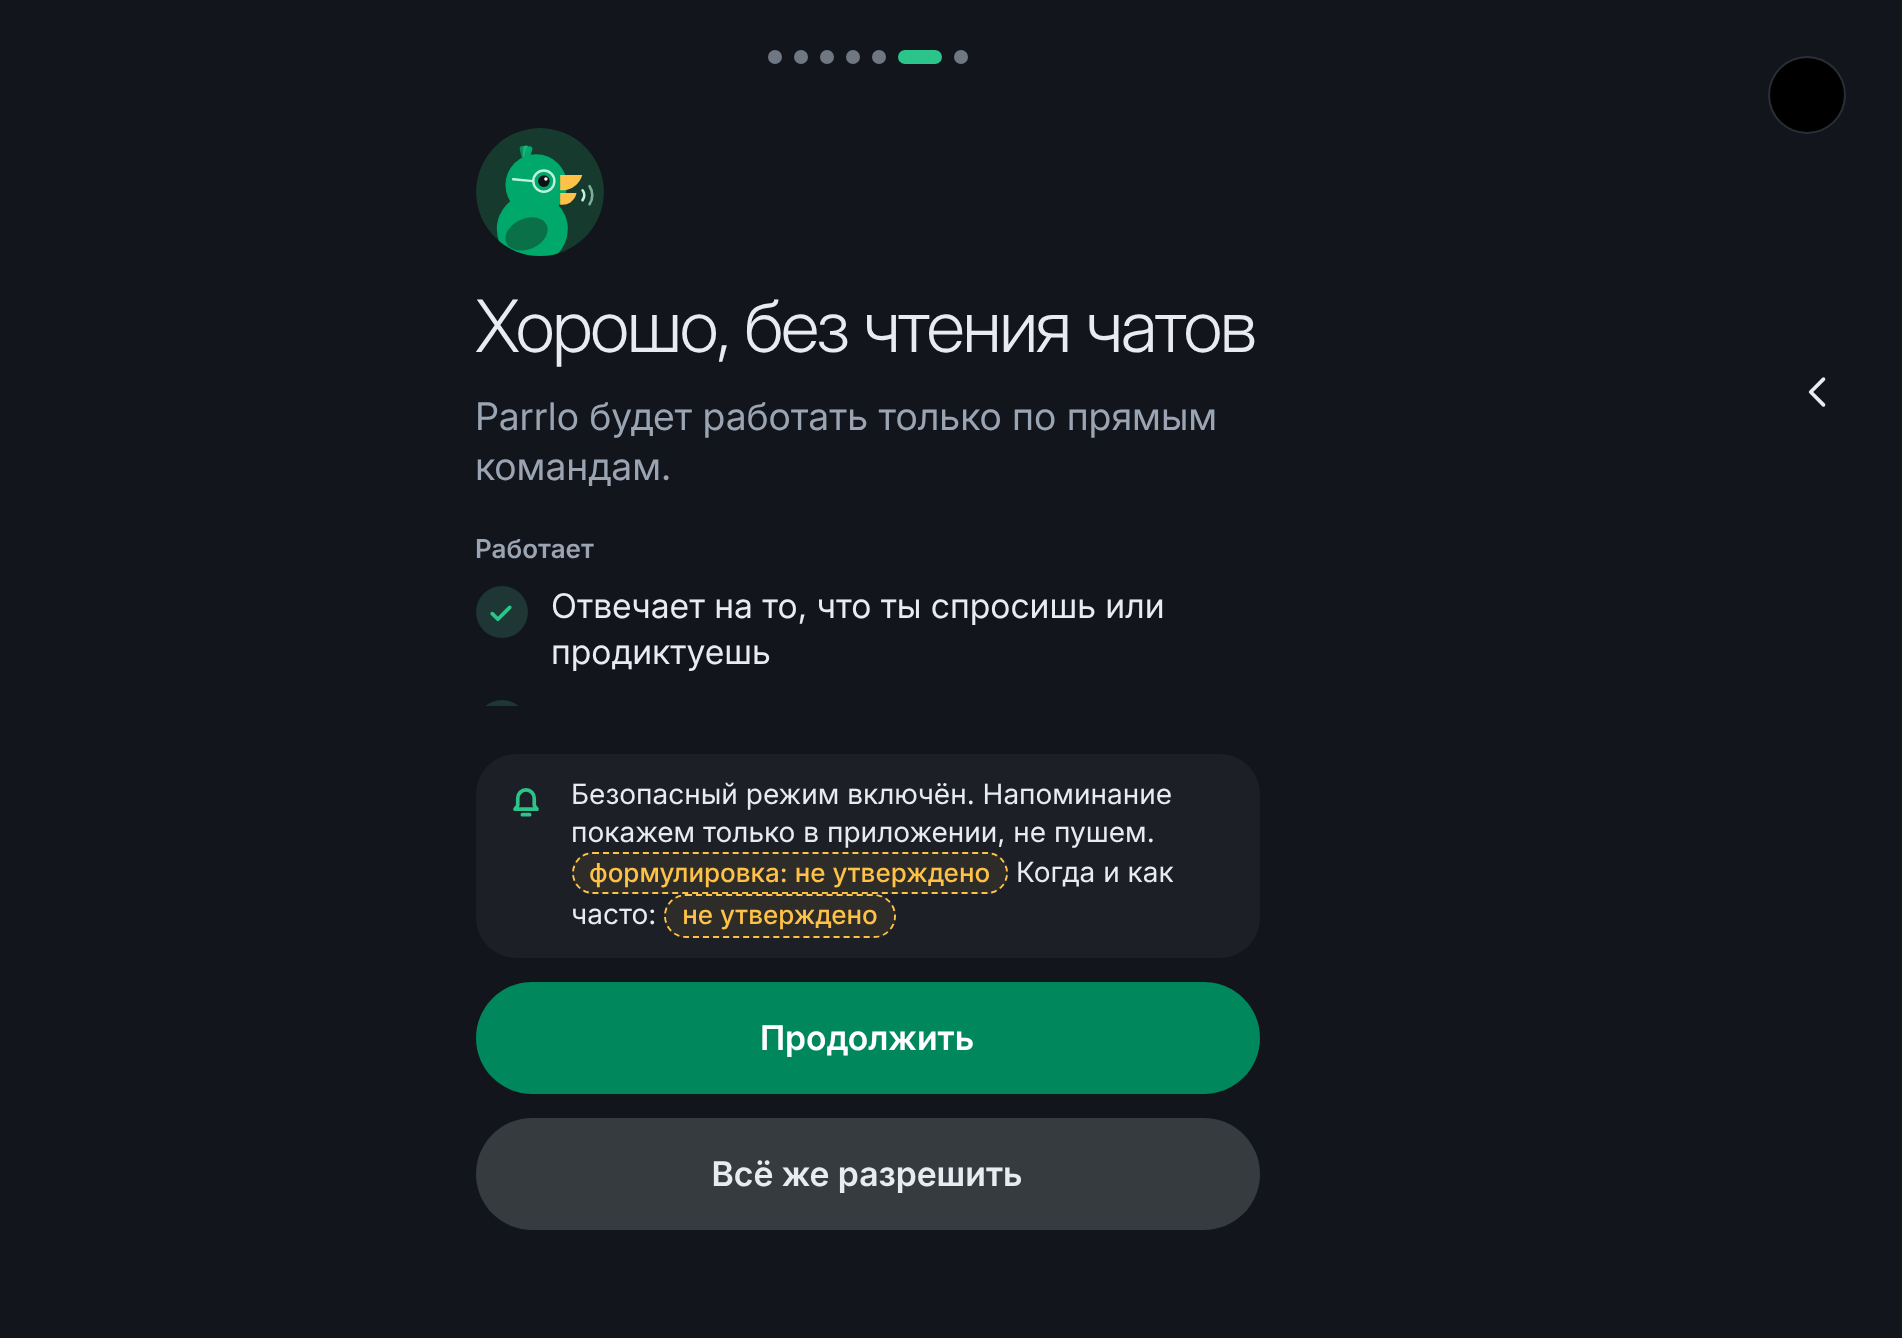 Хорошо, без чтения чатов
Parrlo будет работать только по прямым
командам.
Работает
Отвечает на то, что ты спросишь или
продиктуешь
Безопасный режим включён. Напоминание
покажем только в приложении, не пушем.
формулировка: не утверждено Когда и как
часто: не утверждено
Продолжить
Всё же разрешить